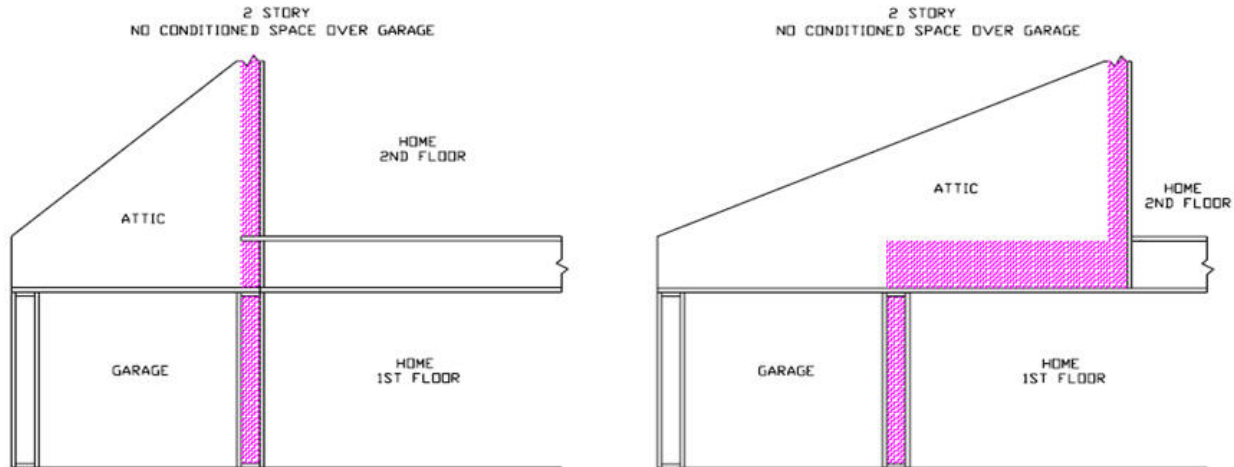 2 STORY
NO CONDITIONED SPACE OVER GARAGE
HOME
2ND FLOOR
ATTIC
GARAGE
HOME
1ST FLOOR
2 STORY
NO CONDITIONED SPACE OVER GARAGE
ATTIC
HOME
2ND FLOOR
GARAGE
HOME
1ST FLOOR